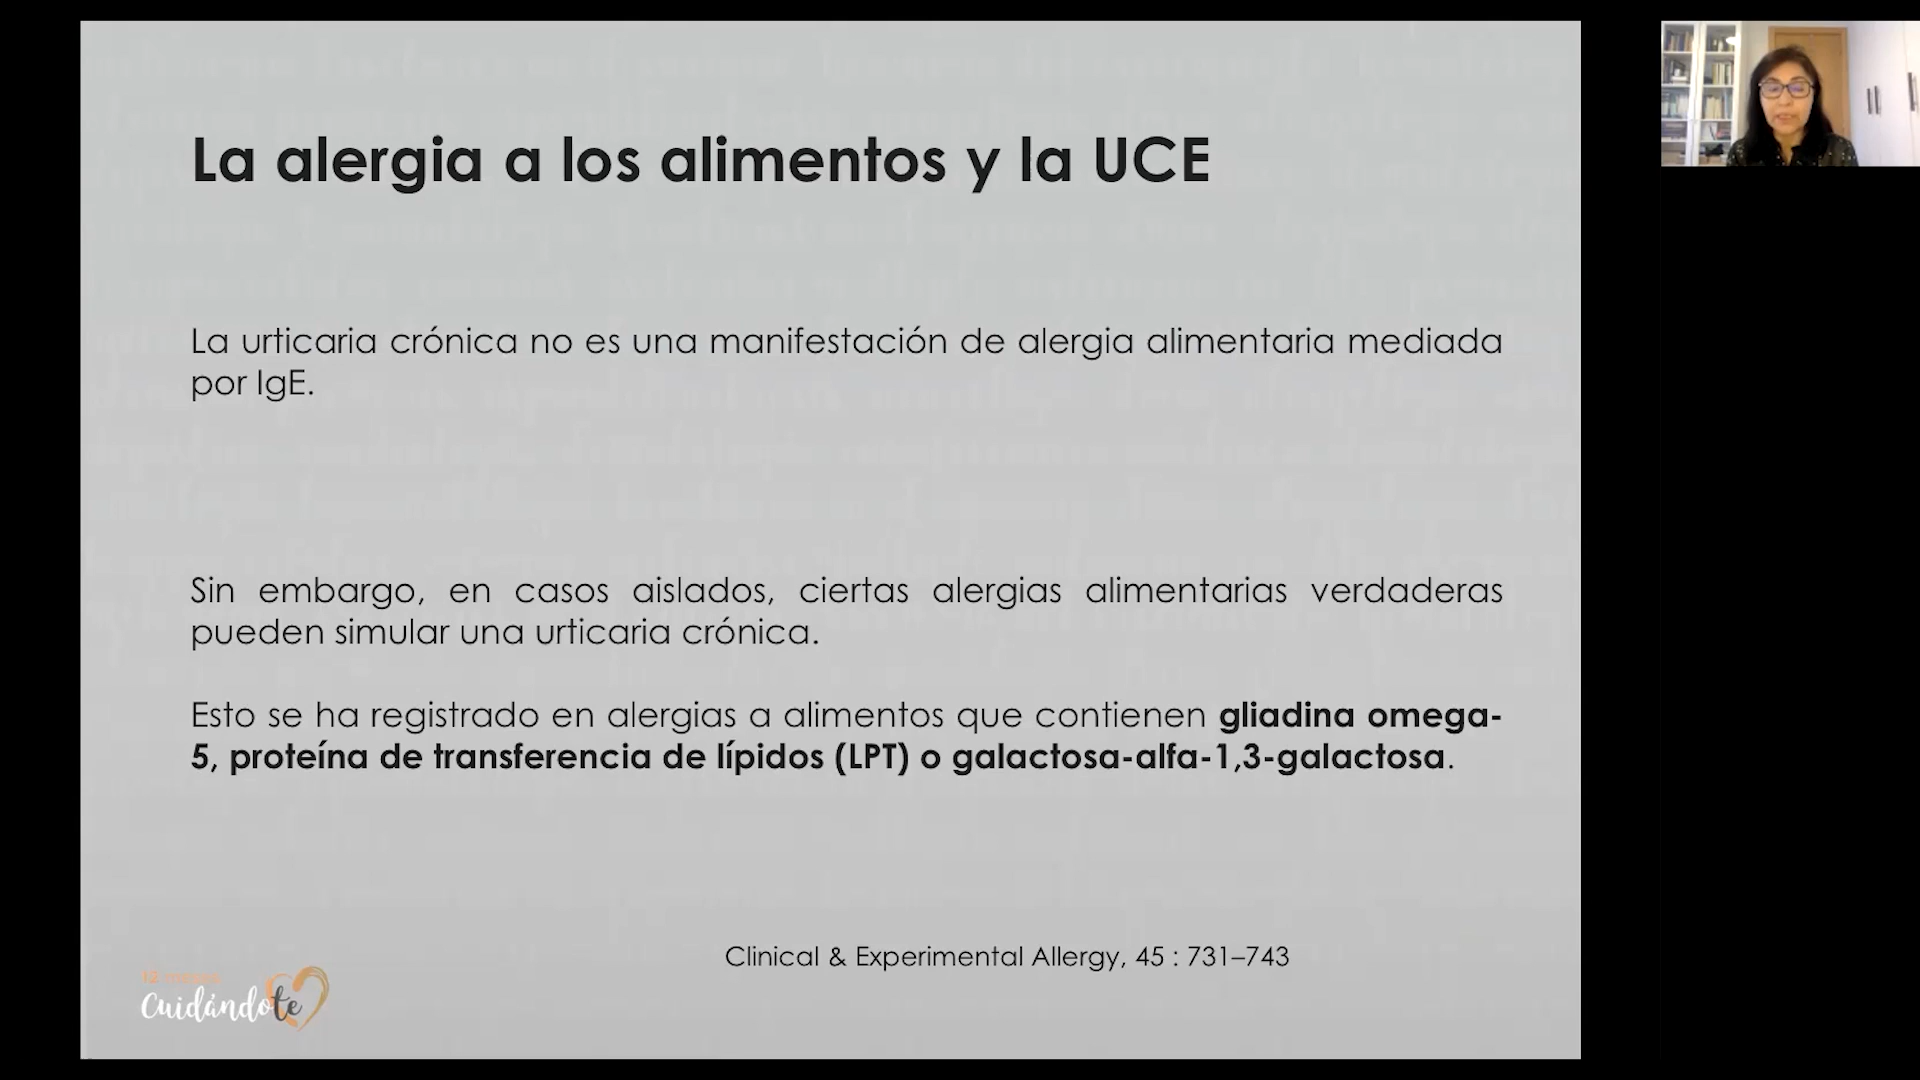 La alergia a los alimentos y la UCE
La urticaria crónica no es una manifestación de alergia alimentaria mediada
por IgE.
Sin embargo, en casos aislados, ciertas alergias alimentarias verdaderas
pueden simular una urticaria crónica.
Esto se ha registrado en alergias a alimentos que contienen gliadina omega-
5, proteína de transferencia de lípidos (LPT) o galactosa-alfa-1,3-galactosa.
Clinical & Experimental Allergy, 45 : 731–743
12
Cuidándote